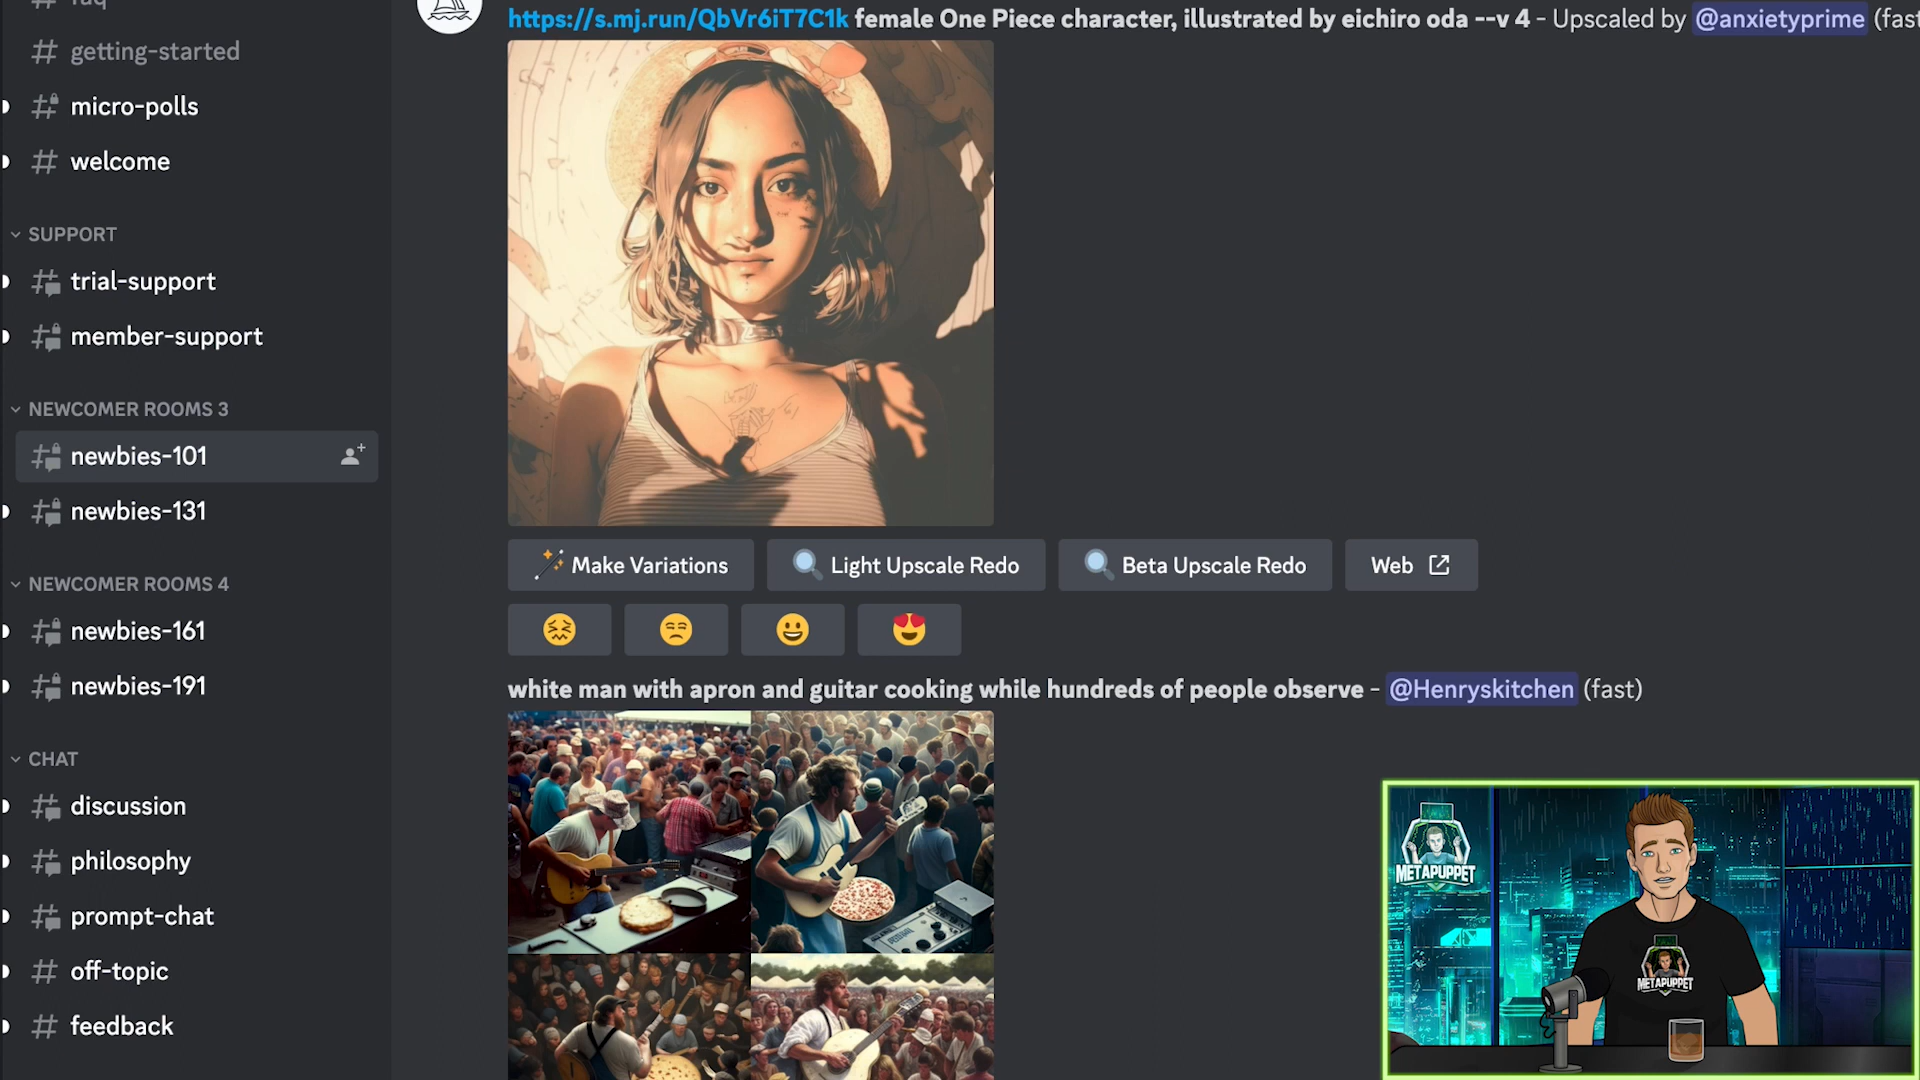 faq
getting-started
micro-polls
welcome
SUPPORT
trial-support
member-support
NEWCOMER ROOMS 3
newbies-101
newbies-131
NEWCOMER ROOMS 4
newbies-161
newbies-191
CHAT
discussion
philosophy
prompt-chat
off-topic
feedback
https://s.mj.run/QbVr6iT7C1k female One Piece character, illustrated by eichiro oda --v 4 - Upscaled by @anxietyprime (fast
Make Variations
Light Upscale Redo
Beta Upscale Redo
Web
white man with apron and guitar cooking while hundreds of people observe - @Henryskitchen (fast)
METAPUPPET
METAPUPPET